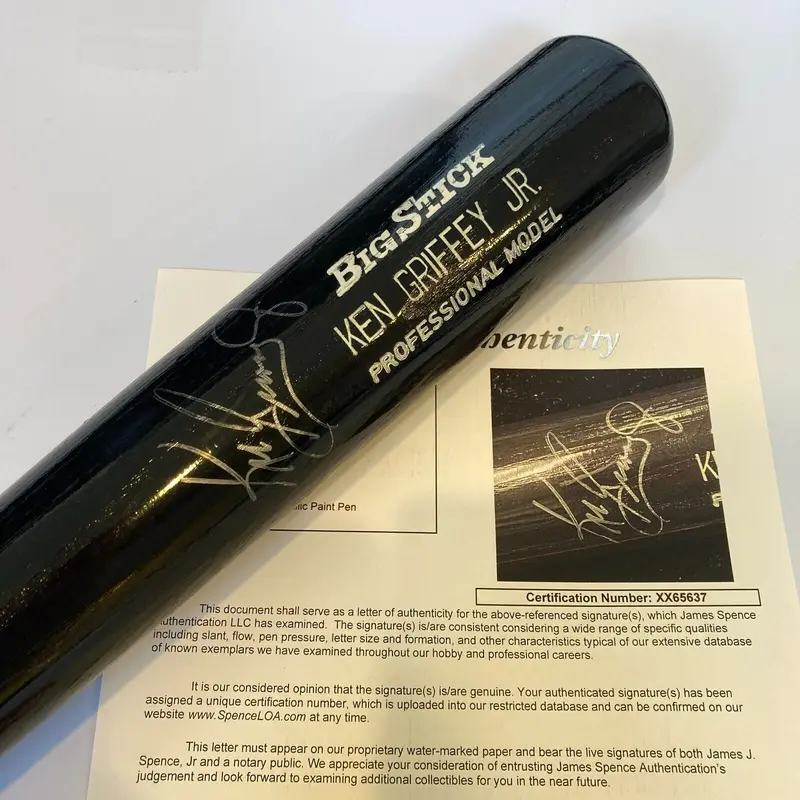 BIG STICK
KEN GRIFFEY JR.
PROFESSIONAL MODEL
henticity
lic Paint Pen
K
Certification Number: XX65637
This document shall serve as a letter of authenticity for the above-referenced signature(s), which James Spence
Authentication LLC has examined. The signature(s) is/are consistent considering a wide range of specific qualities
including slant, flow, pen pressure, letter size and formation, and other characteristics typical of our extensive database
of known exemplars we have examined throughout our hobby and professional careers.
It is our considered opinion that the signature(s) is/are genuine. Your authenticated signature(s) has been
assigned a unique certification number, which is uploaded into our restricted database and can be confirmed on our
website www.SpenceLOA.com at any time.
This letter must appear on our proprietary water-marked paper and bear the live signatures of both James J.
Spence, Jr and a notary public. We appreciate your consideration of entrusting James Spence Authentication's
judgement and look forward to examining additional collectibles for you in the near future.